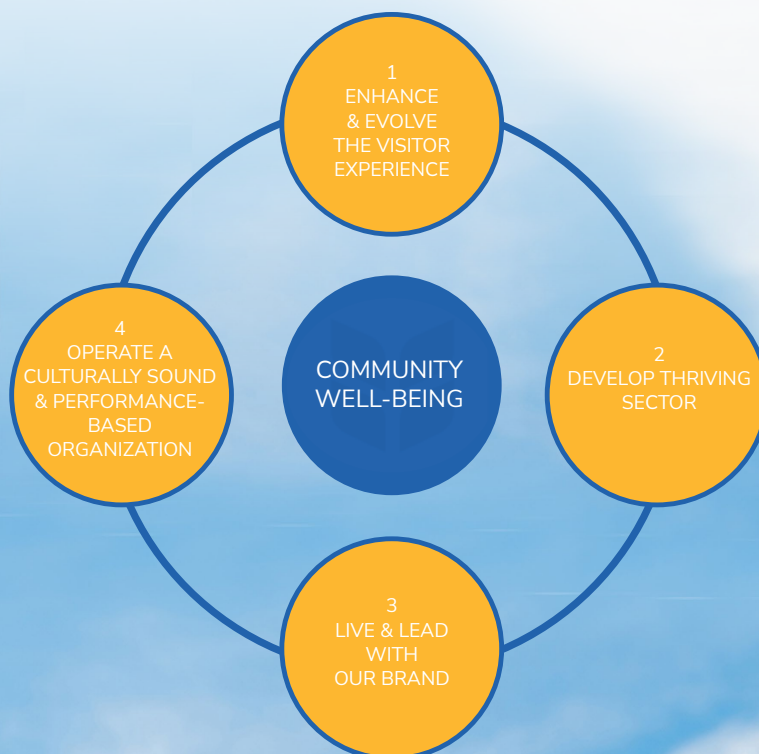 1
ENHANCE
& EVOLVE
THE VISITOR
EXPERIENCE
4
OPERATE A
CULTURALLY SOUND
& PERFORMANCE-
BASED
ORGANIZATION
COMMUNITY
WELL-BEING
2
DEVELOP THRIVING
SECTOR
3
LIVE & LEAD
WITH
OUR BRAND